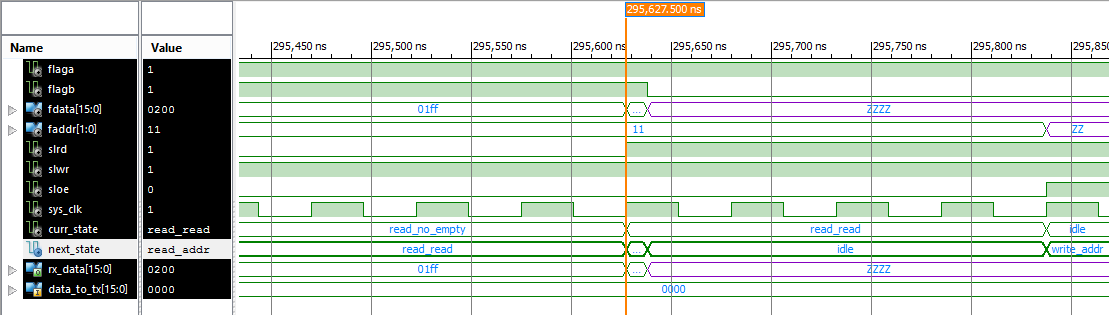 295,627.500 ns
Name Value 295,450 ns 295,500 ns 295,550 ns 295,600 ns 295,650 ns 295,700 ns 295,750 ns 295,800 ns 295,850
flaga 1
flagb 1
fdata[15:0] 0200 01ff ... ZZZZ
faddr[1:0] 11 11 ZZ
slrd 1
slwr 1
sloe 0
sys_clk 1
curr_state read_read read_no_empty read_read idle
next_state read_addr read_read ... idle write_addr
rx_data[15:0] 0200 01ff ... ZZZZ
data_to_tx[15:0] 0000 0000